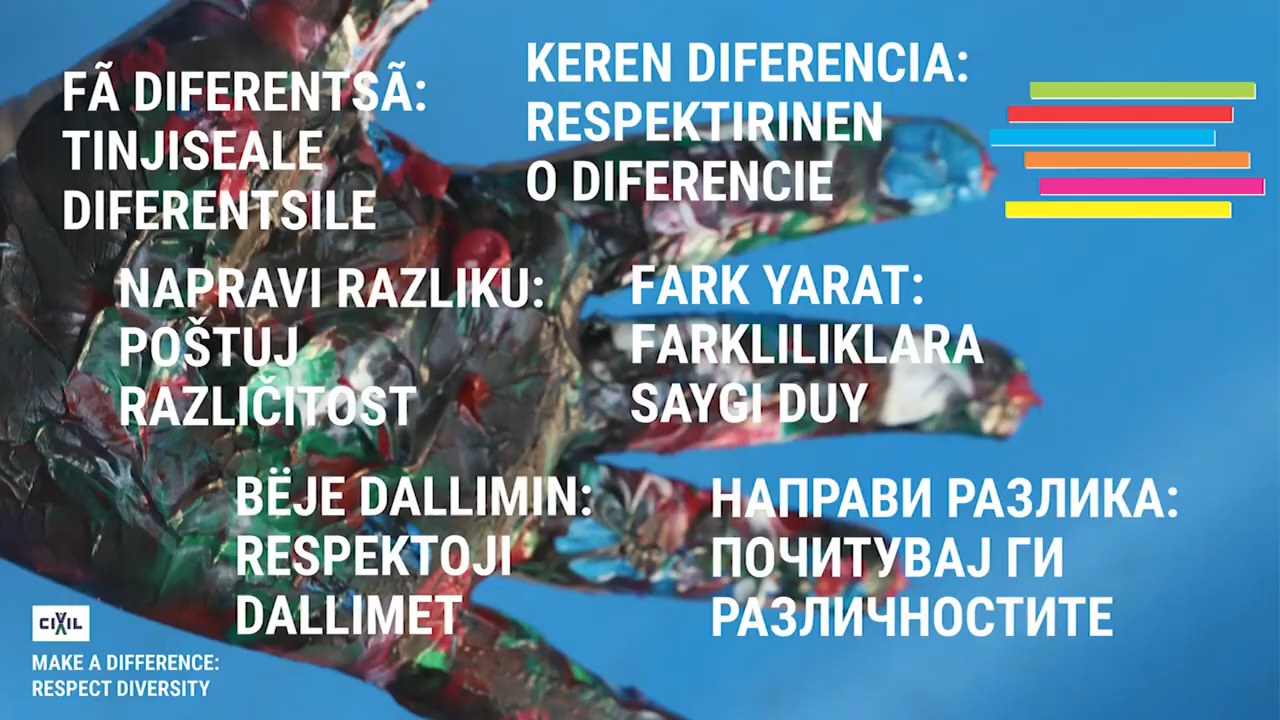 FÃ DIFERENTSÃ:
TINJISEALE
DIFERENTSILE
KEREN DIFERENCIA:
RESPEKTIRINEN
O DIFERENCIE
NAPRAVI RAZLIKU:
POŠTUJ
RAZLIČITOST
FARK YARAT:
FARKLILIKLARA
SAYGI DUY
BËJE DALLIMIN:
RESPEKTOJI
DALLIMET
НАПРАВИ РАЗЛИКА:
ПОЧИТУВАЈ ГИ
РАЗЛИЧНОСТИТЕ
CIVIL
MAKE A DIFFERENCE:
RESPECT DIVERSITY